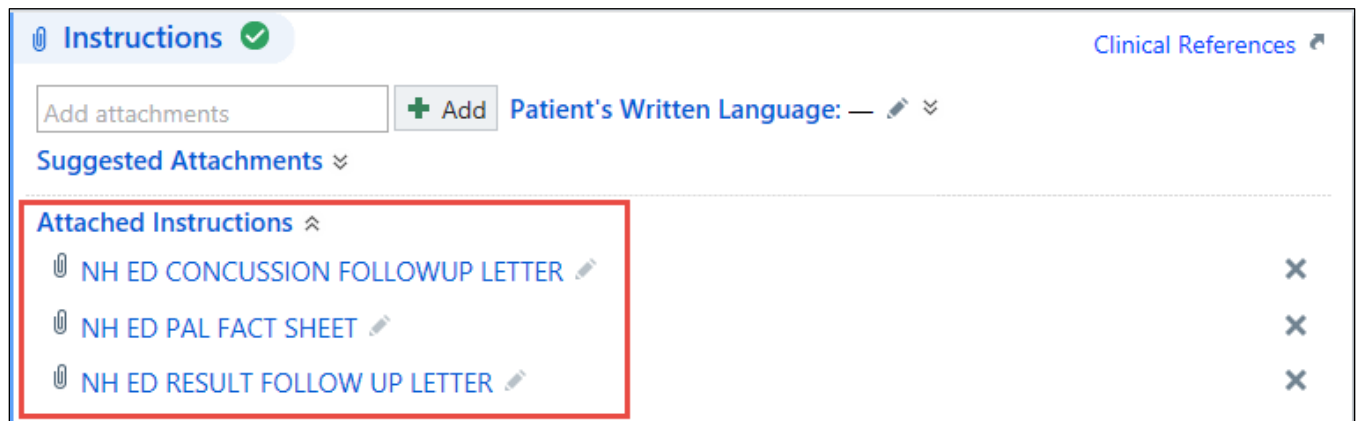 Instructions
Clinical References
Add attachments
Add
Patient's Written Language: —
Suggested Attachments
Attached Instructions
NH ED CONCUSSION FOLLOWUP LETTER
NH ED PAL FACT SHEET
NH ED RESULT FOLLOW UP LETTER